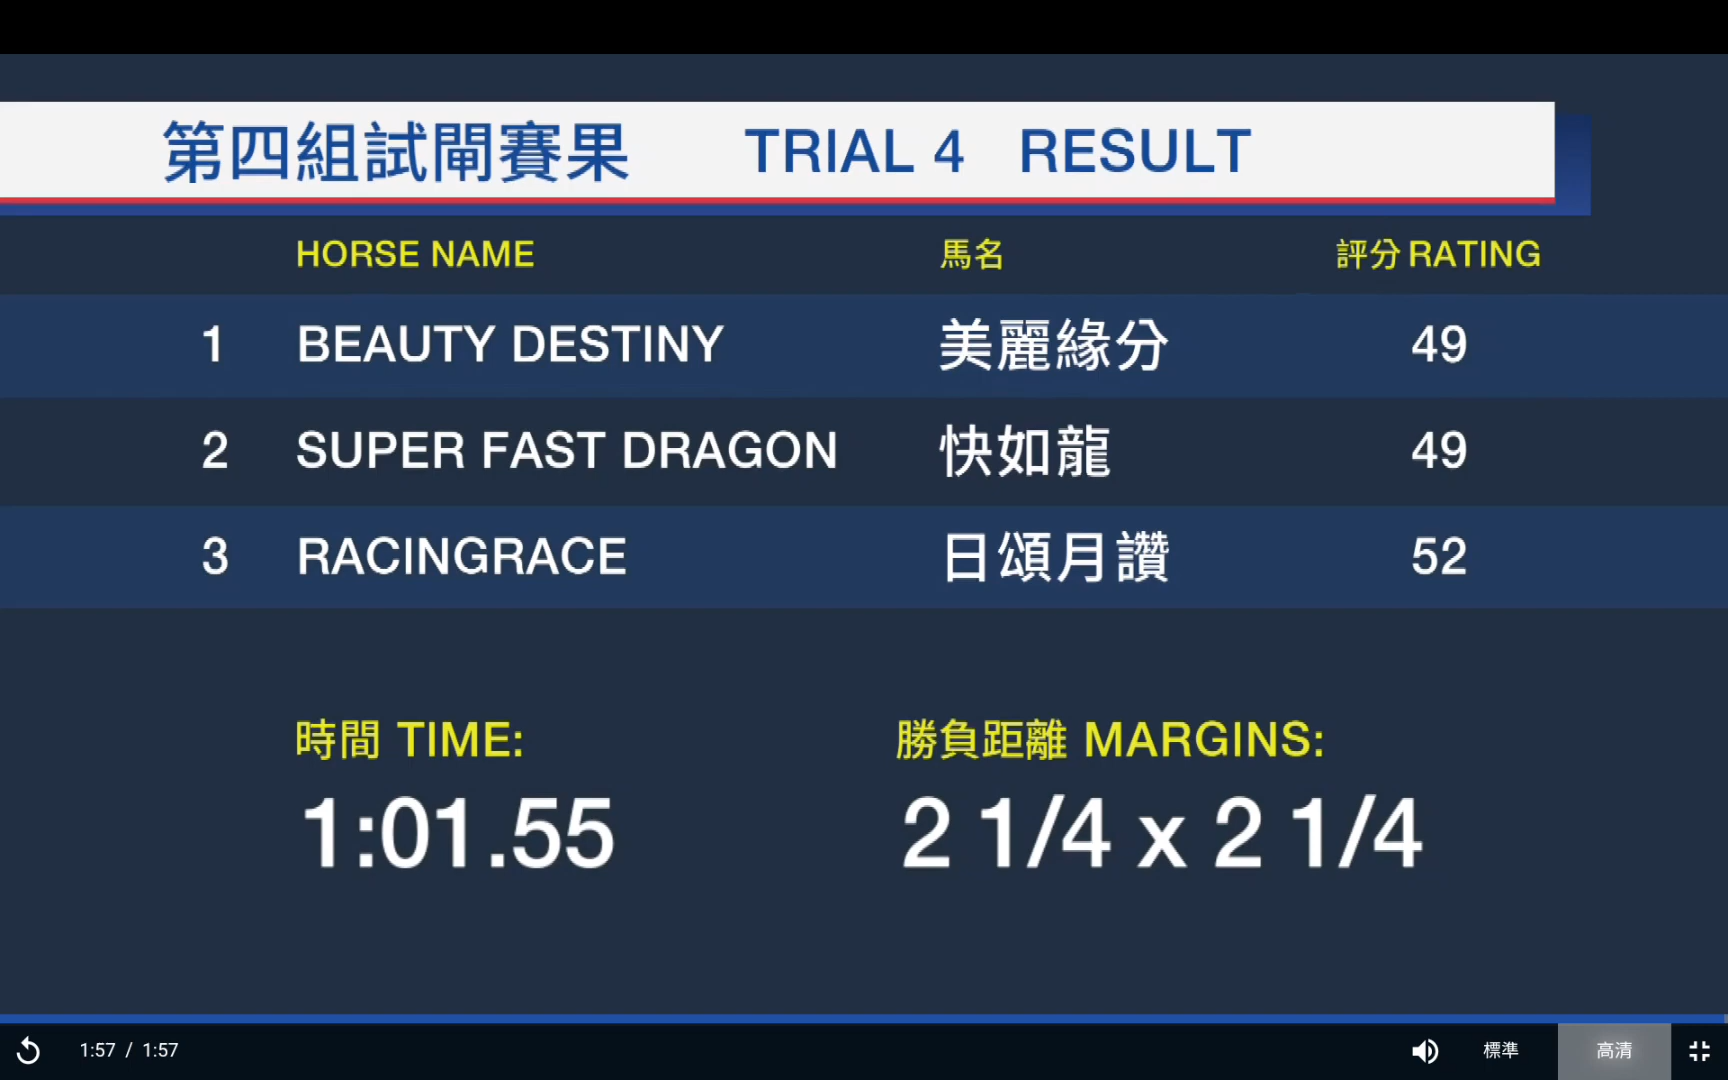 第四組試閘賽果 TRIAL 4 RESULT
HORSE NAME 馬名 評分 RATING
1 BEAUTY DESTINY 美麗緣分 49
2 SUPER FAST DRAGON 快如龍 49
3 RACINGRACE 日頌月讚 52
時間 TIME: 勝負距離 MARGINS:
1:01.55 2 1/4 x 2 1/4
1:57 / 1:57 標準 高清